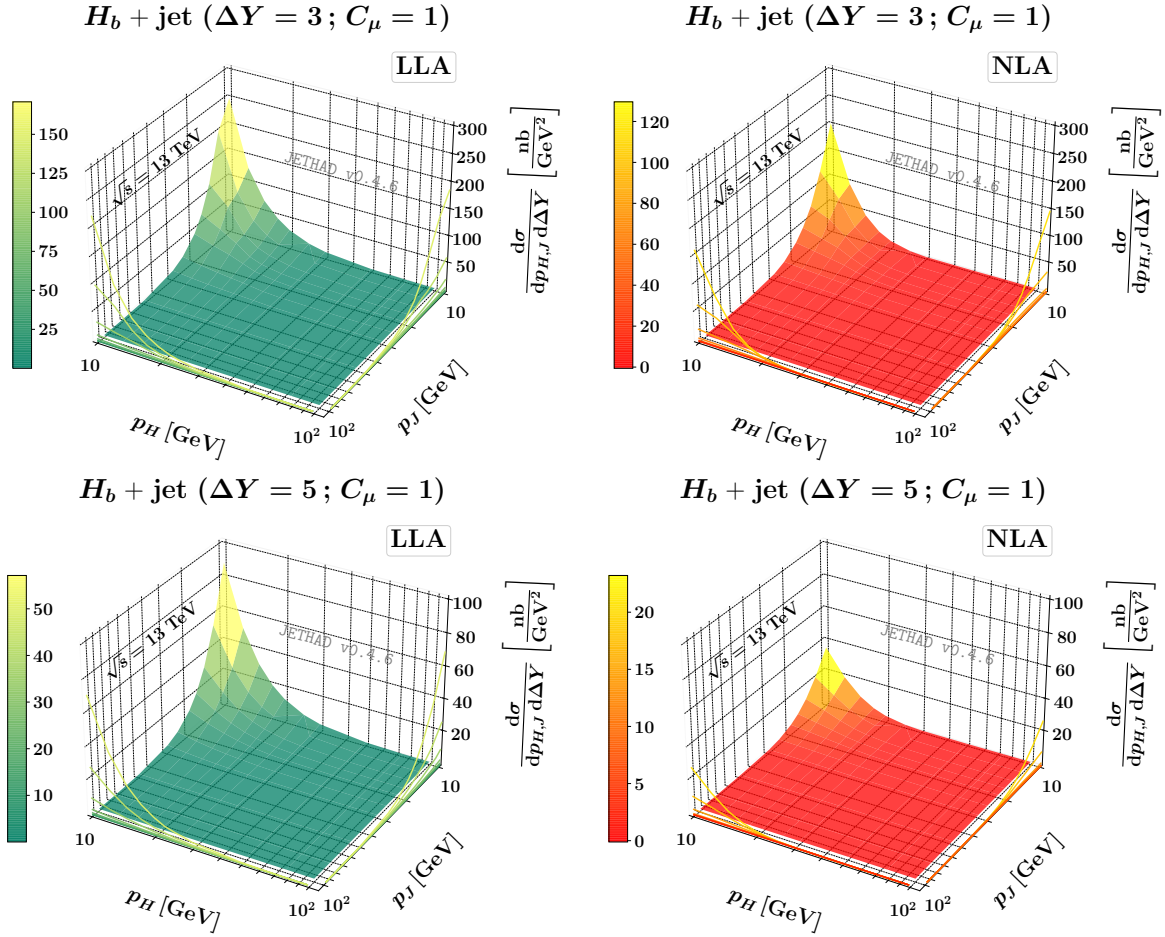 H_b + jet (ΔY = 3 ; C_μ = 1)
LLA
√s = 13 TeV
JETHAD v0.4.6
150
125
100
75
50
25
300
250
200
150
100
50
dσ / dp_{H,J} dΔY [nb / GeV²]
10
10
p_H [GeV]
10² 10²
p_J [GeV]
H_b + jet (ΔY = 3 ; C_μ = 1)
NLA
√s = 13 TeV
JETHAD v0.4.6
120
100
80
60
40
20
0
300
250
200
150
100
50
dσ / dp_{H,J} dΔY [nb / GeV²]
10
10
p_H [GeV]
10² 10²
p_J [GeV]
H_b + jet (ΔY = 5 ; C_μ = 1)
LLA
√s = 13 TeV
JETHAD v0.4.6
50
40
30
20
10
100
80
60
40
20
dσ / dp_{H,J} dΔY [nb / GeV²]
10
10
p_H [GeV]
10² 10²
p_J [GeV]
H_b + jet (ΔY = 5 ; C_μ = 1)
NLA
√s = 13 TeV
JETHAD v0.4.6
20
15
10
5
0
100
80
60
40
20
dσ / dp_{H,J} dΔY [nb / GeV²]
10
10
p_H [GeV]
10² 10²
p_J [GeV]